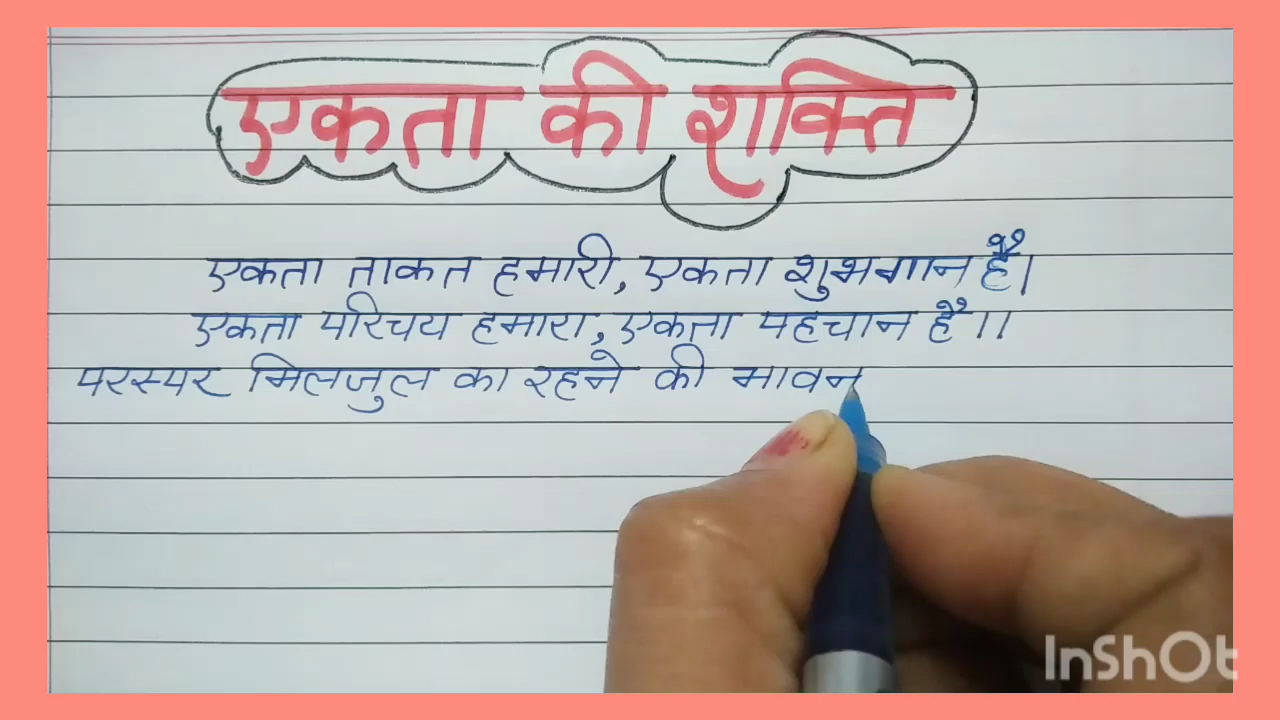 एकता की शक्ति
एकता ताकत हमारी, एकता शुभगान है।
एकता परिचय हमारा, एकता पहचान है ।।
परस्पर मिलजुल का रहने की भावन
InShOt